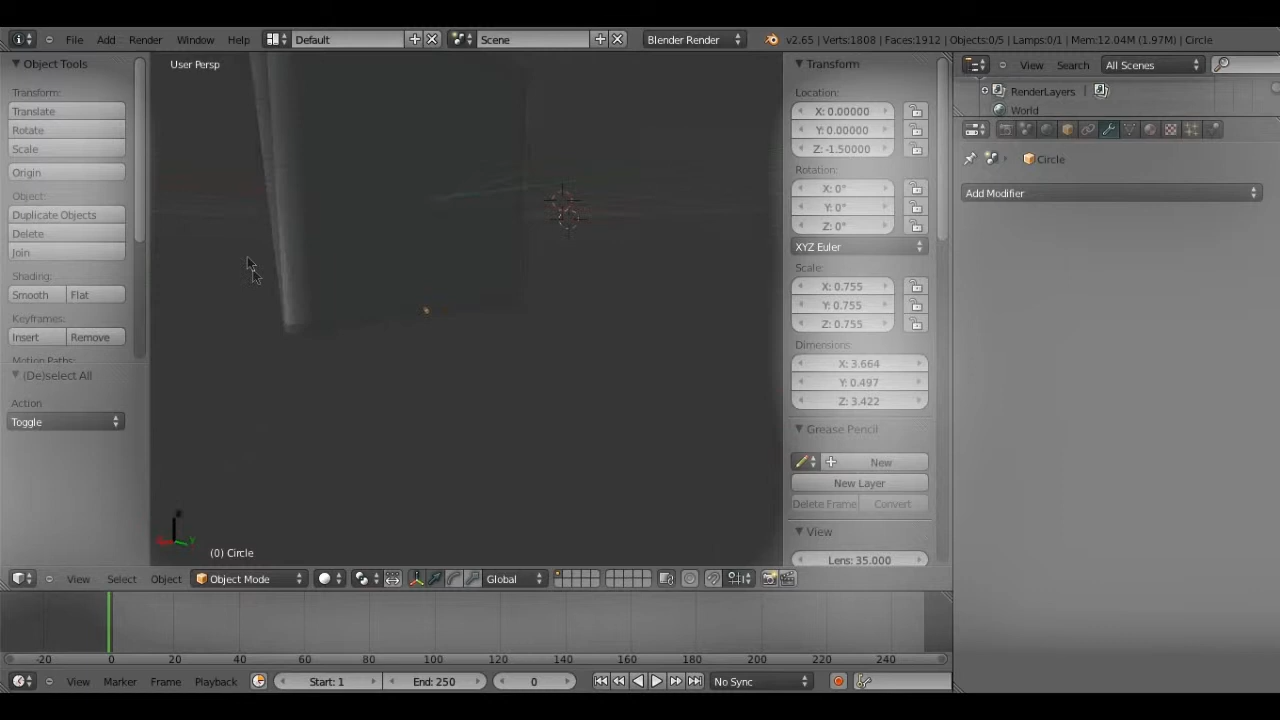 File Add Render Window Help Default Scene Blender Render v2.65 | Verts:1808 | Faces:1912 | Objects:0/5 | Lamps:0/1 | Mem:12.04M (1.97M) | Circle
Object Tools
Transform:
Translate
Rotate
Scale
Origin
Object:
Duplicate Objects
Delete
Join
Shading:
Smooth Flat
Keyframes:
Insert Remove
Motion Paths:
(De)select All
Action:
Toggle
User Persp
(0) Circle
Transform
Location:
X: 0.00000
Y: 0.00000
Z: -1.50000
Rotation:
X: 0°
Y: 0°
Z: 0°
XYZ Euler
Scale:
X: 0.755
Y: 0.755
Z: 0.755
Dimensions:
X: 3.664
Y: 0.497
Z: 3.422
Grease Pencil
New
New Layer
Delete Frame Convert
View
Lens: 35.000
View Search All Scenes
RenderLayers
World
Circle
Add Modifier
View Select Object Object Mode Global
-20 0 20 40 60 80 100 120 140 160 180 200 220 240
View Marker Frame Playback Start: 1 End: 250 0 No Sync